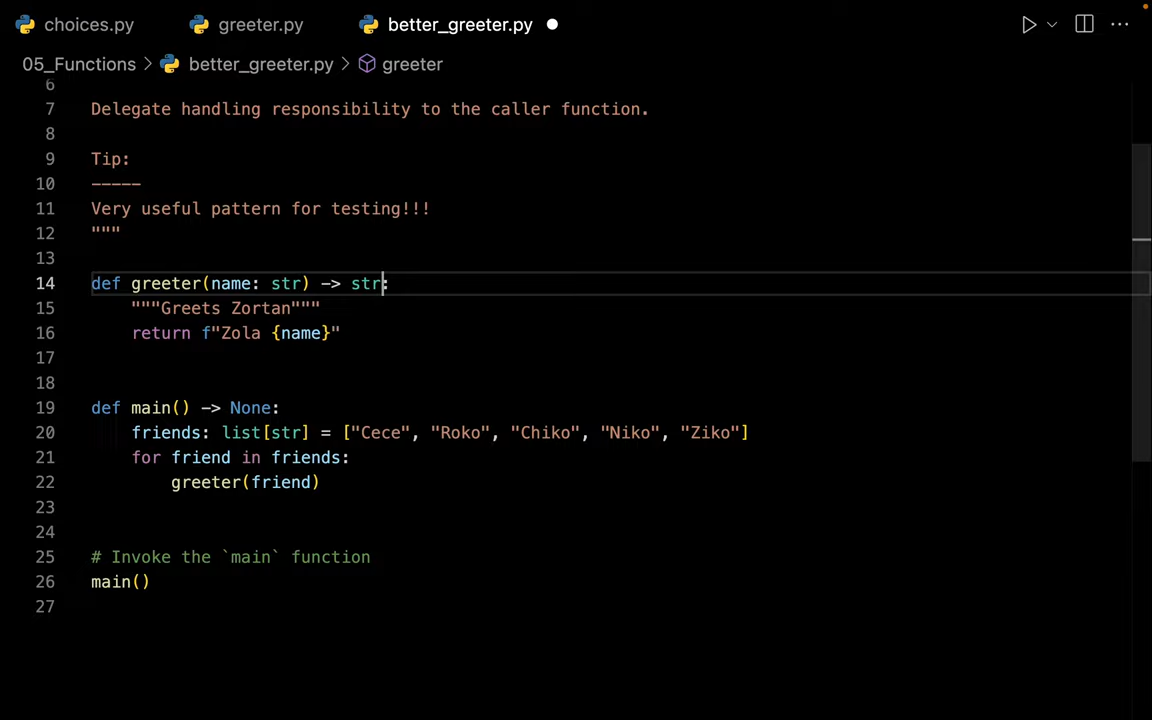 choices.py greeter.py better_greeter.py
05_Functions > better_greeter.py > greeter
6
7 Delegate handling responsibility to the caller function.
8
9 Tip:
10 -----
11 Very useful pattern for testing!!!
12 """
13
14 def greeter(name: str) -> str:
15 """Greets Zortan"""
16 return f"Zola {name}"
17
18
19 def main() -> None:
20 friends: list[str] = ["Cece", "Roko", "Chiko", "Niko", "Ziko"]
21 for friend in friends:
22 greeter(friend)
23
24
25 # Invoke the `main` function
26 main()
27